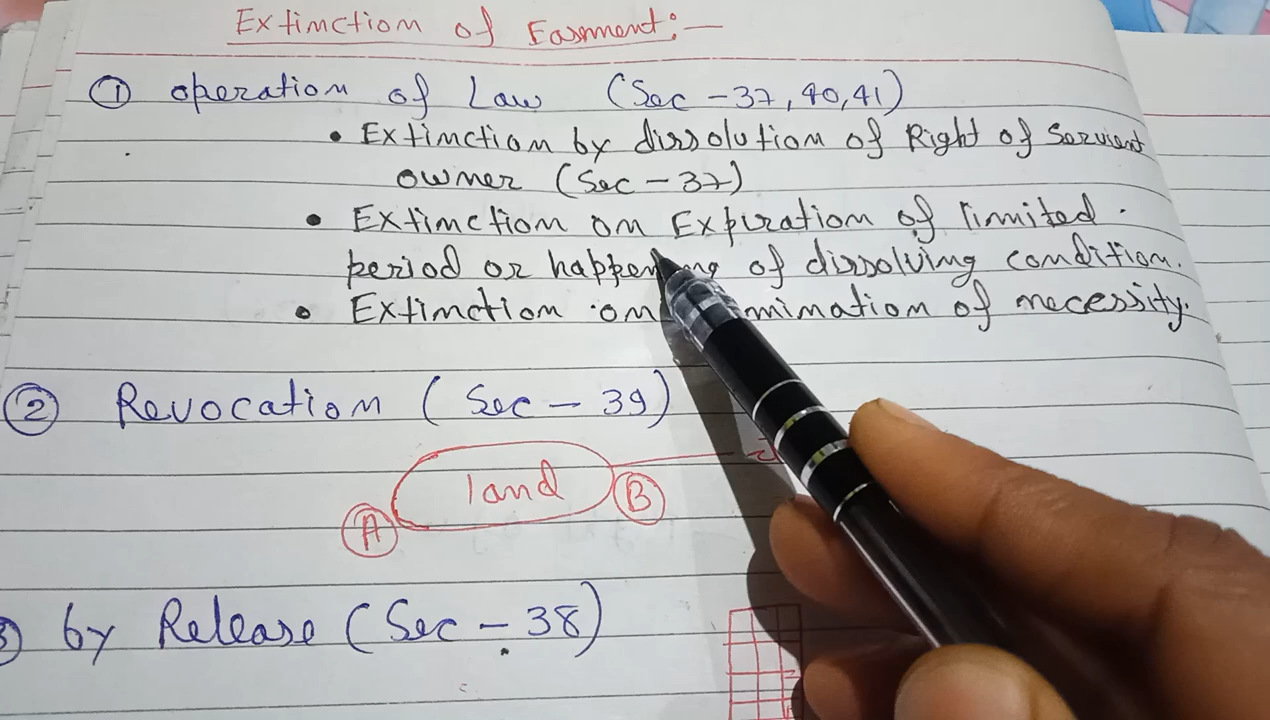 Extinction of Easment:-
① operation of Law (Sec - 37, 40, 41)
• Extinction by dissolution of Right of Servient
owner (Sec - 37)
• Extinction on Expiration of limited
period or happening of dissolving condition.
• Extinction on mination of necessity.
② Revocation (Sec - 39)
land
A
B
by Release (Sec - 38)